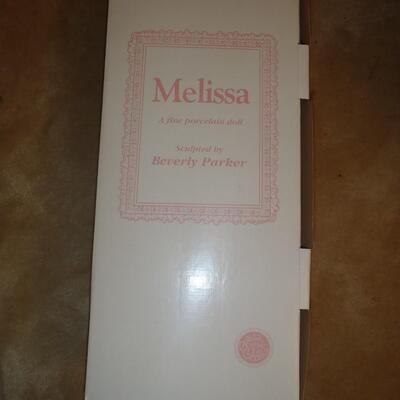 Melissa
A fine porcelain doll
Sculpted by
Beverly Parker